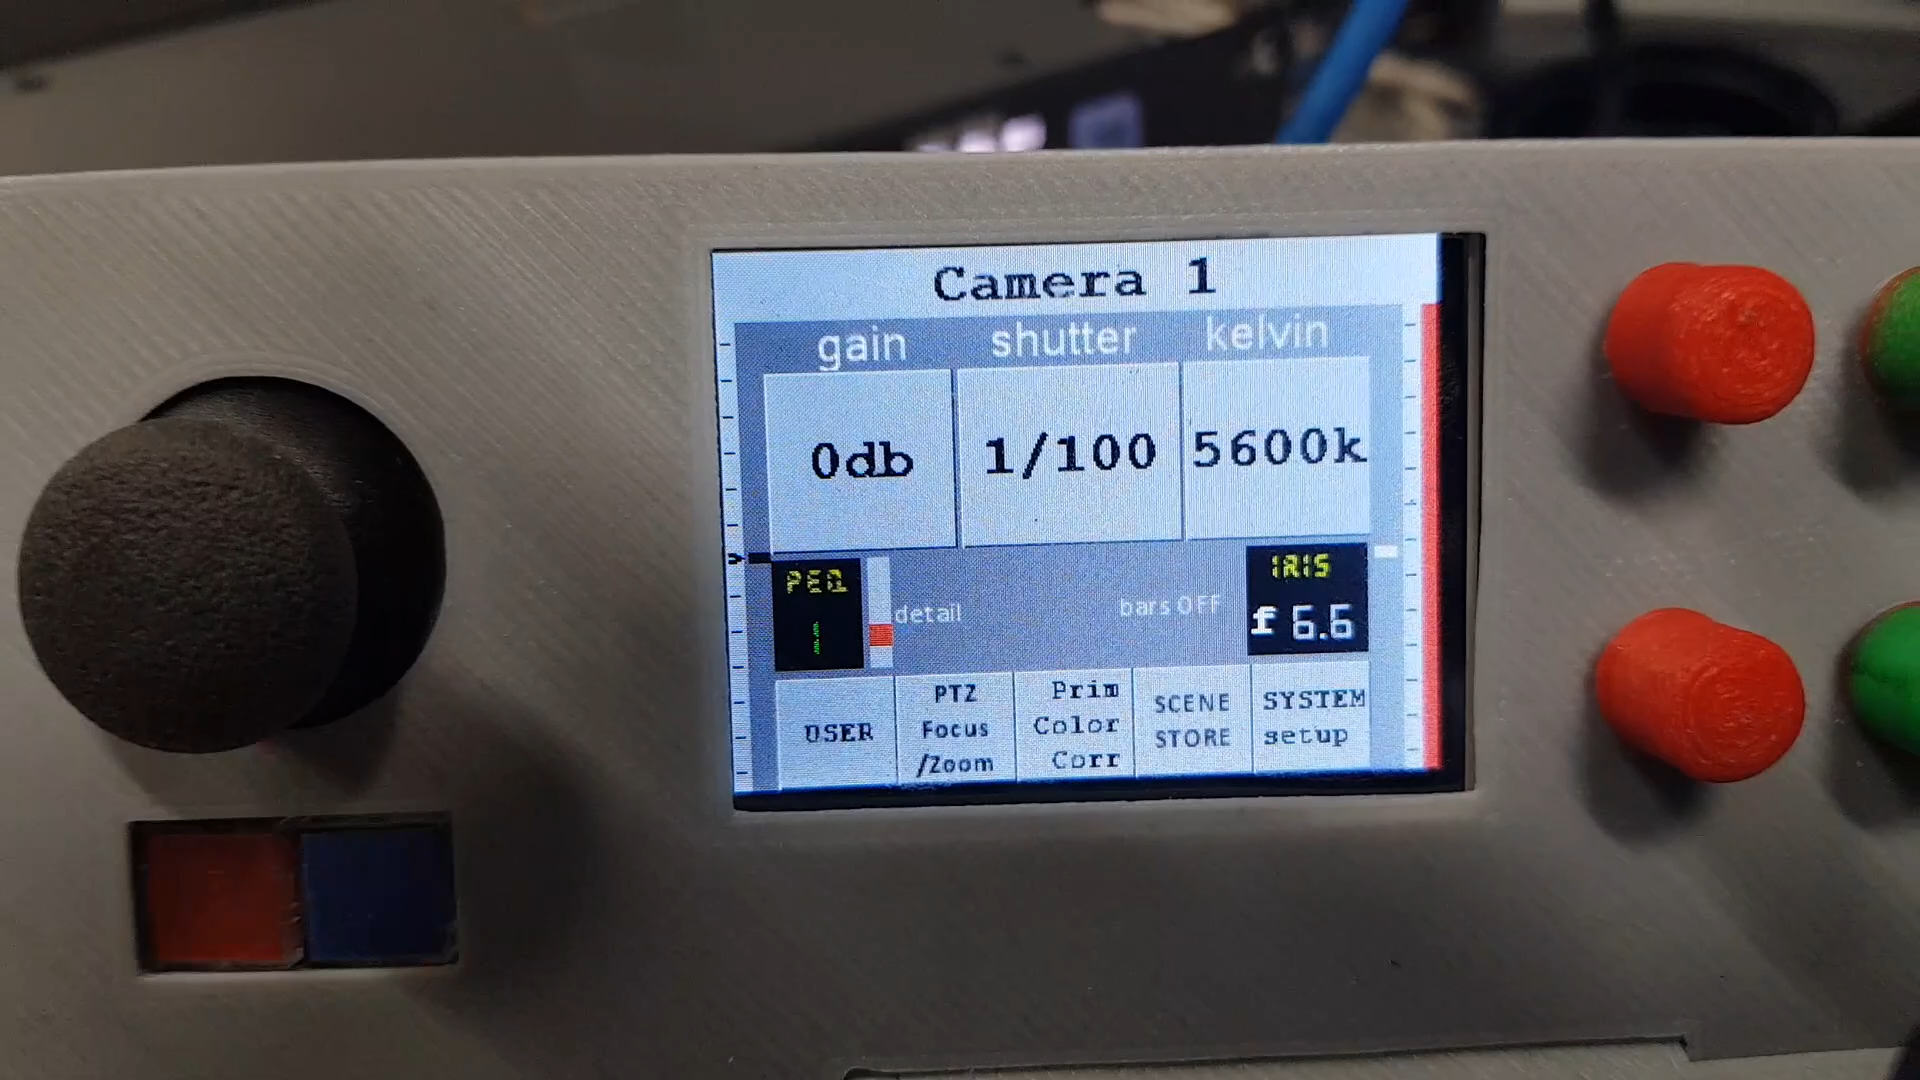 Camera 1
gain shutter kelvin
0db 1/100 5600k
PED
1
detail
bars OFF
IRIS
f 6.6
USER
PTZ
Focus
/Zoom
Prim
Color
Corr
SCENE
STORE
SYSTEM
setup